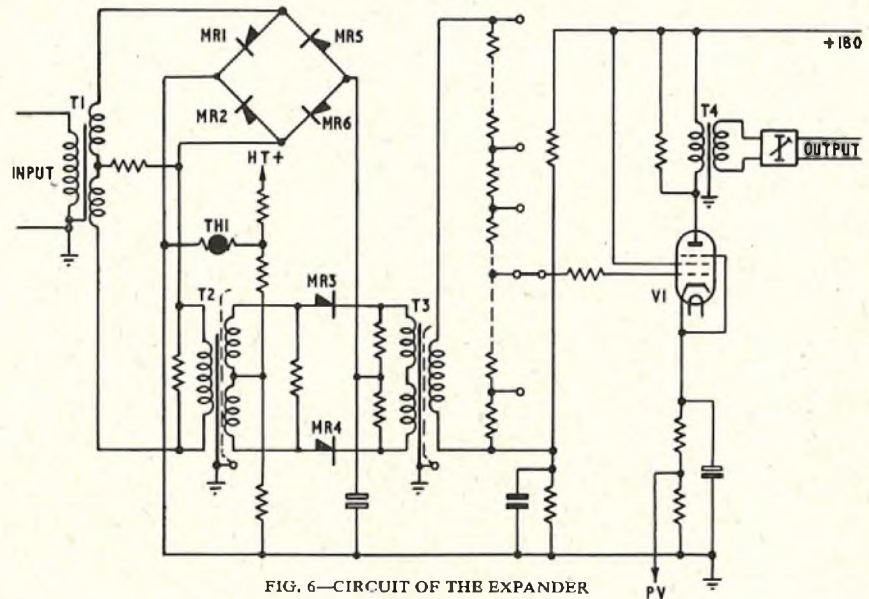 MR1
MR5
+180
T1
MR2
MR6
T4
HT+
INPUT
OUTPUT
TH1
MR3
T2
T3
V1
MR4
FIG. 6—CIRCUIT OF THE EXPANDER
PV